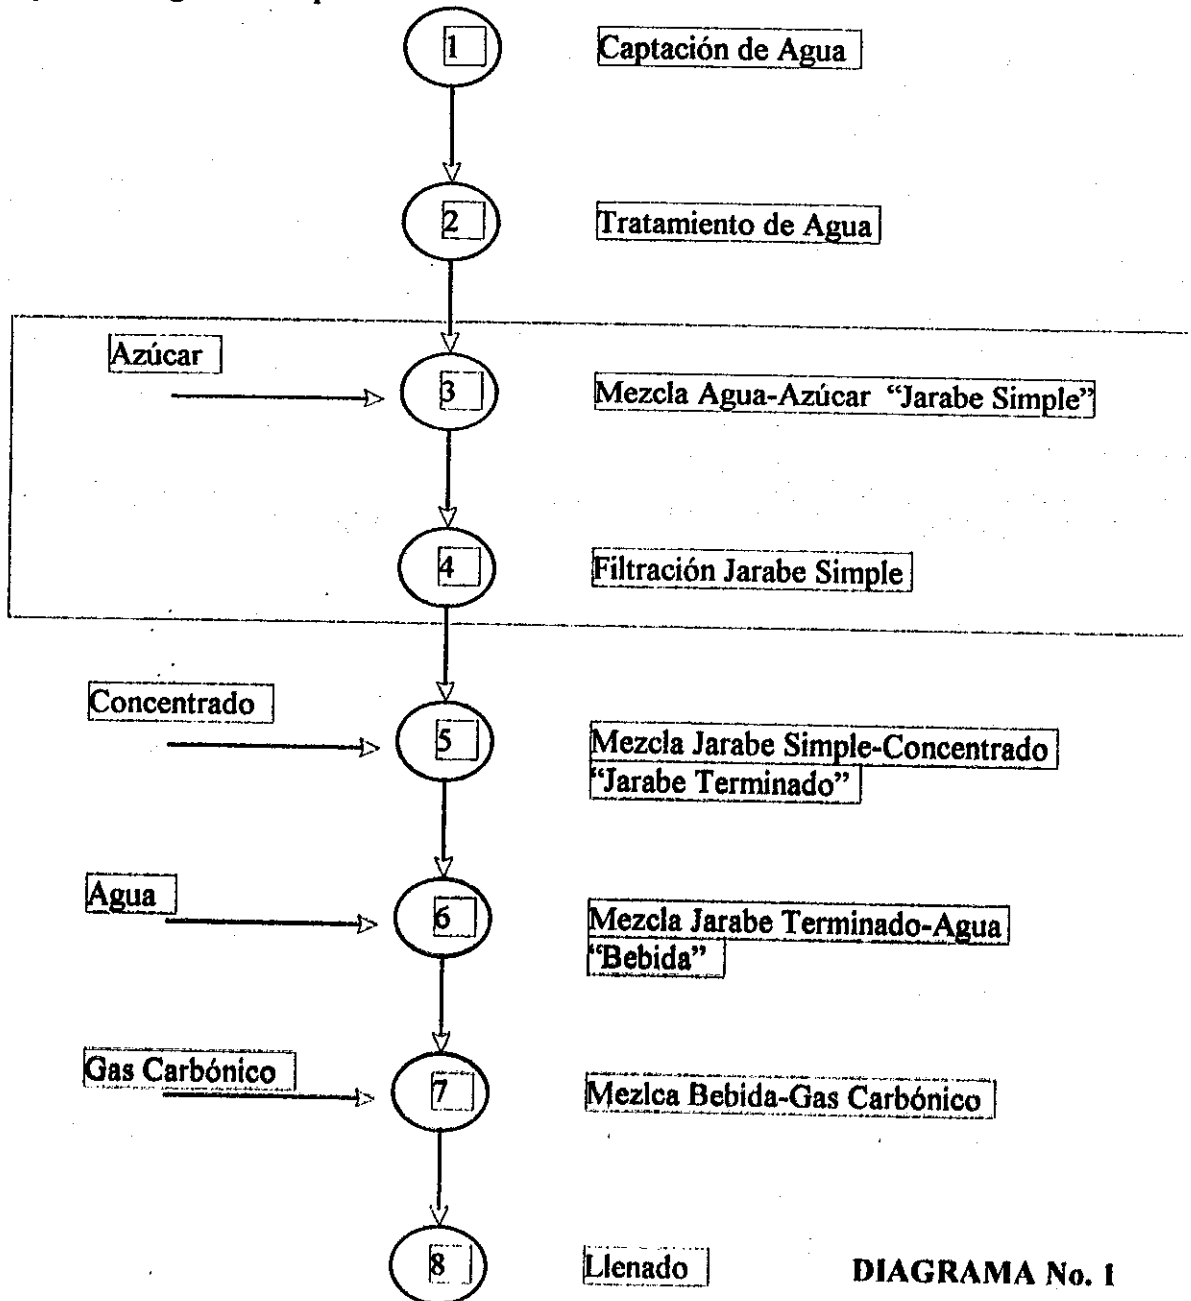 1 Captación de Agua
2 Tratamiento de Agua
Azúcar
3 Mezcla Agua-Azúcar “Jarabe Simple”
4 Filtración Jarabe Simple
Concentrado
5 Mezcla Jarabe Simple-Concentrado
“Jarabe Terminado”
Agua
6 Mezcla Jarabe Terminado-Agua
“Bebida”
Gas Carbónico
7 Mezlca Bebida-Gas Carbónico
8 Llenado DIAGRAMA No. 1